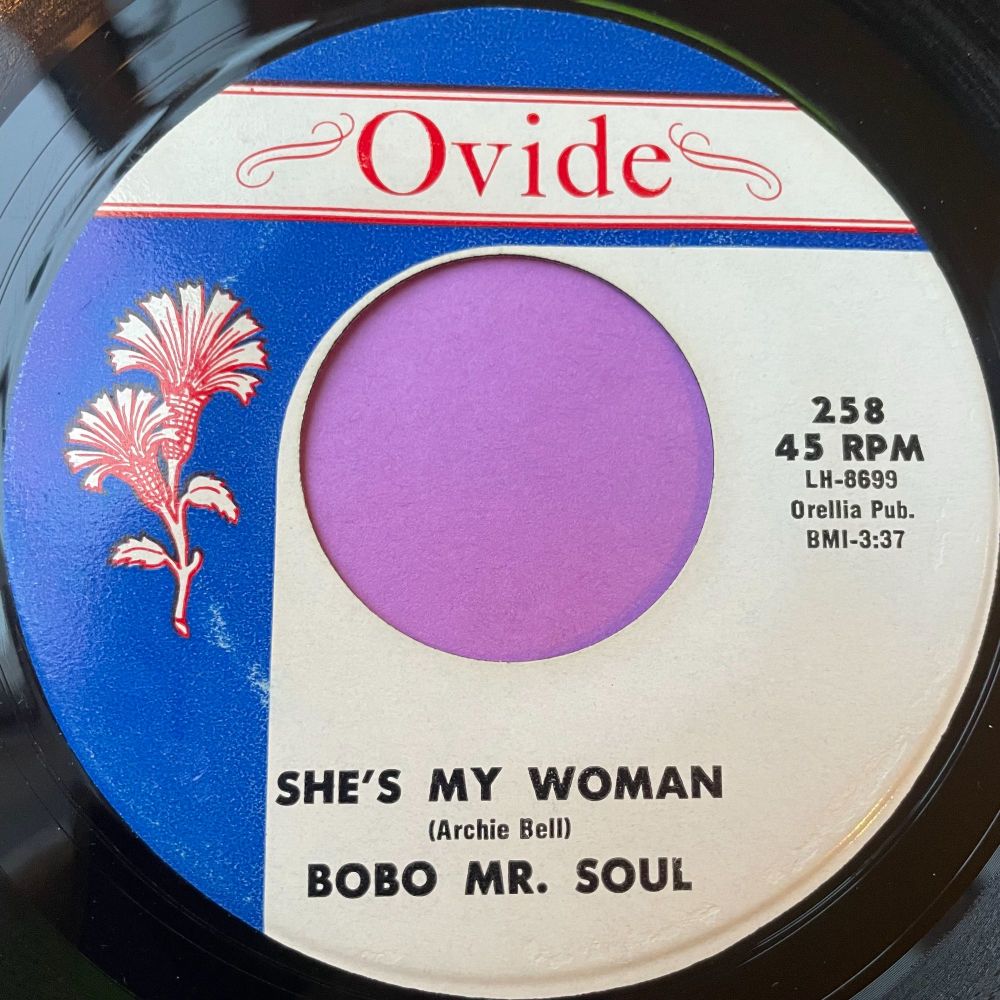 Ovide
258
45 RPM
LH-8699
Orellia Pub.
BMI-3:37
SHE'S MY WOMAN
(Archie Bell)
BOBO MR. SOUL